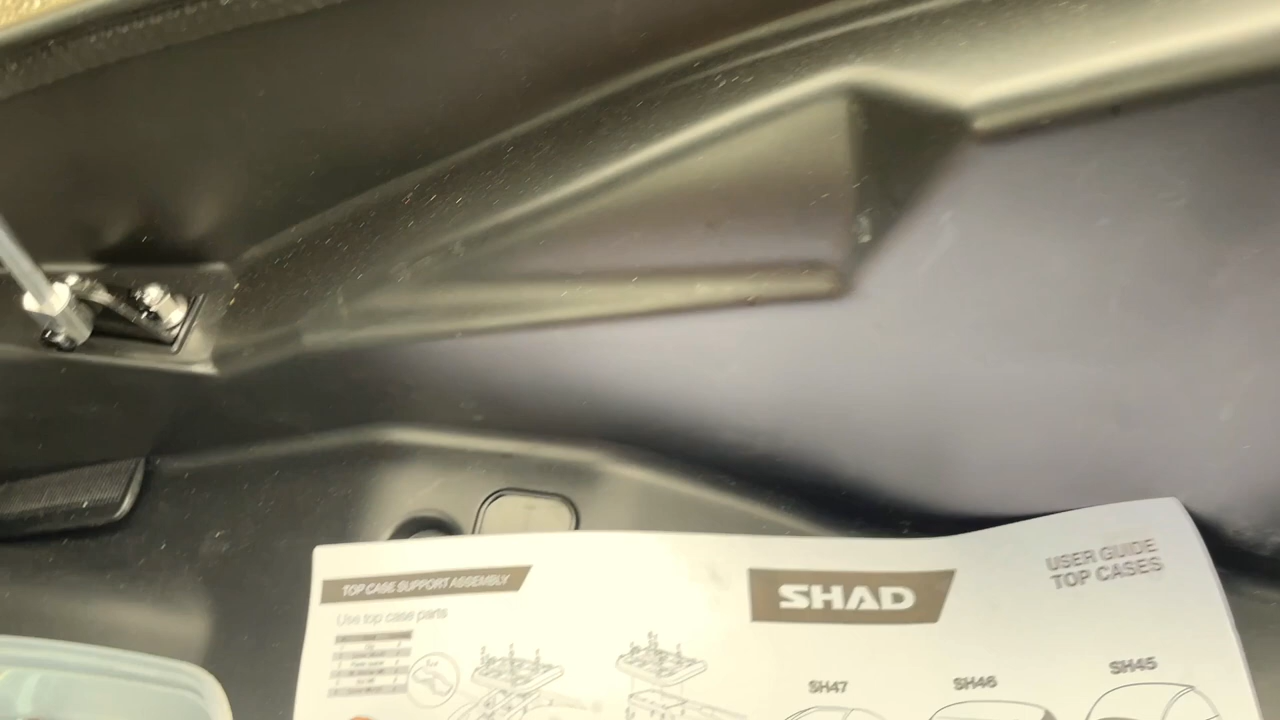 TOP CASE SUPPORT ASSEMBLY
Use top case parts
SHAD
USER GUIDE
TOP CASES
SH47
SH46
SH45